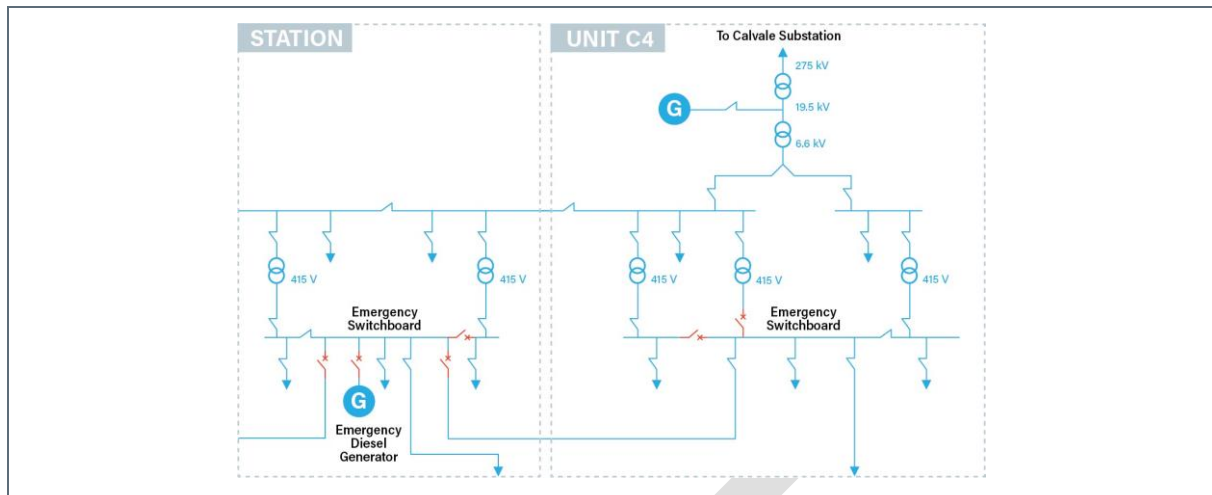 STATION
UNIT C4
To Calvale Substation
275 kV
G
19.5 kV
6.6 kV
415 V
415 V
415 V
415 V
415 V
Emergency
Switchboard
Emergency
Switchboard
G
Emergency
Diesel
Generator